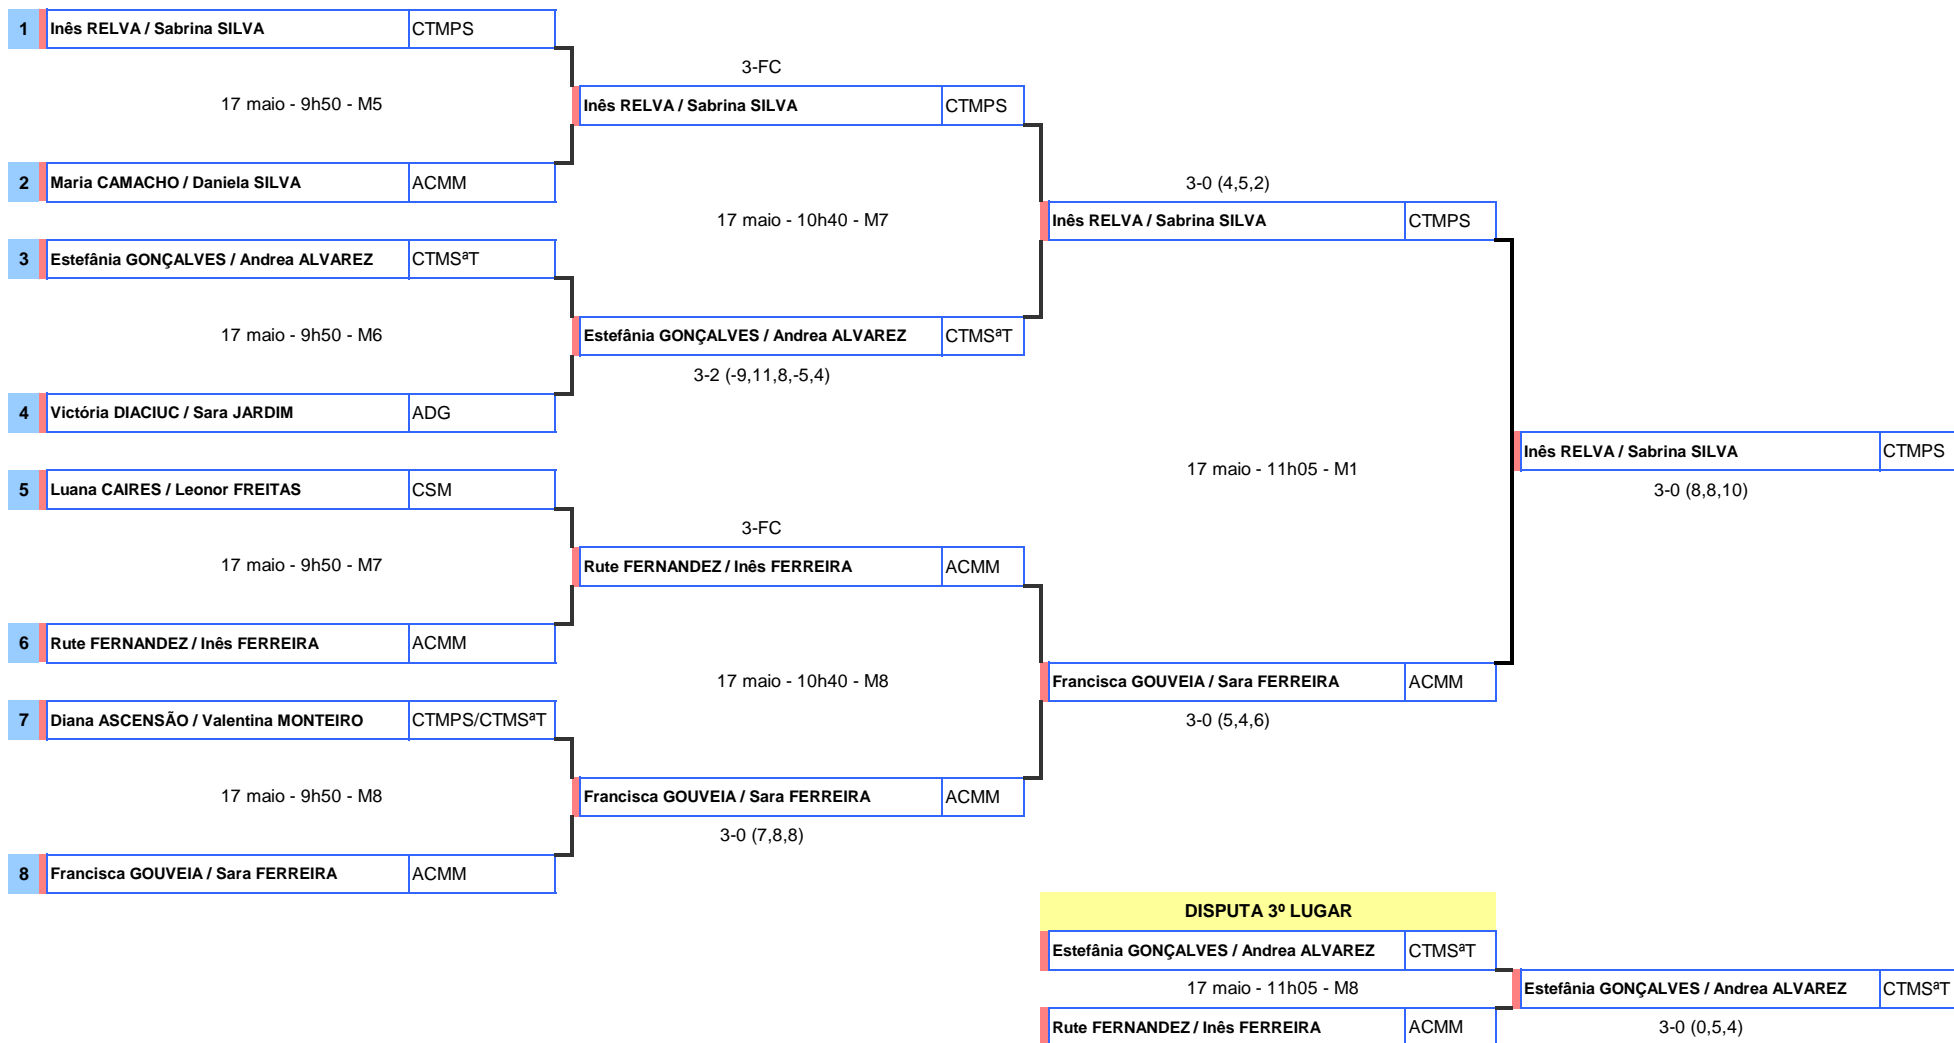 1 Inês RELVA / Sabrina SILVA CTMPS
3-FC
17 maio - 9h50 - M5
Inês RELVA / Sabrina SILVA CTMPS
2 Maria CAMACHO / Daniela SILVA ACMM
3-0 (4,5,2)
17 maio - 10h40 - M7
Inês RELVA / Sabrina SILVA CTMPS
3 Estefânia GONÇALVES / Andrea ALVAREZ CTMSªT
17 maio - 9h50 - M6
Estefânia GONÇALVES / Andrea ALVAREZ CTMSªT
3-2 (-9,11,8,-5,4)
4 Victória DIACIUC / Sara JARDIM ADG
Inês RELVA / Sabrina SILVA CTMPS
17 maio - 11h05 - M1
5 Luana CAIRES / Leonor FREITAS CSM
3-0 (8,8,10)
3-FC
17 maio - 9h50 - M7
Rute FERNANDEZ / Inês FERREIRA ACMM
6 Rute FERNANDEZ / Inês FERREIRA ACMM
17 maio - 10h40 - M8
Francisca GOUVEIA / Sara FERREIRA ACMM
7 Diana ASCENSÃO / Valentina MONTEIRO CTMPS/CTMSªT
3-0 (5,4,6)
17 maio - 9h50 - M8
Francisca GOUVEIA / Sara FERREIRA ACMM
3-0 (7,8,8)
8 Francisca GOUVEIA / Sara FERREIRA ACMM
DISPUTA 3º LUGAR
Estefânia GONÇALVES / Andrea ALVAREZ CTMSªT
17 maio - 11h05 - M8
Estefânia GONÇALVES / Andrea ALVAREZ CTMSªT
Rute FERNANDEZ / Inês FERREIRA ACMM
3-0 (0,5,4)